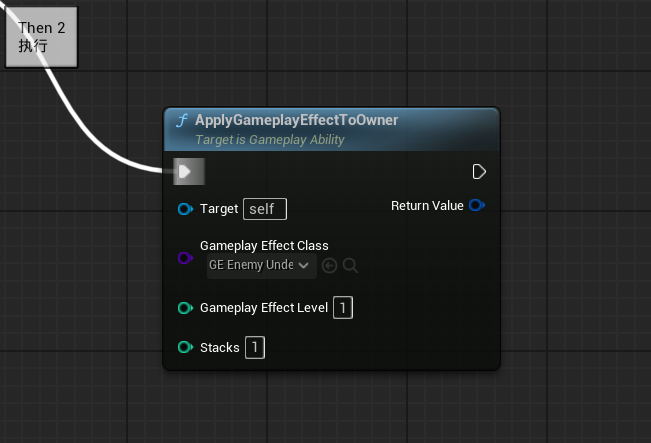 Then 2
执行
ApplyGameplayEffectToOwner
Target is Gameplay Ability
Target self
Return Value
Gameplay Effect Class
GE Enemy Unde
Gameplay Effect Level 1
Stacks 1